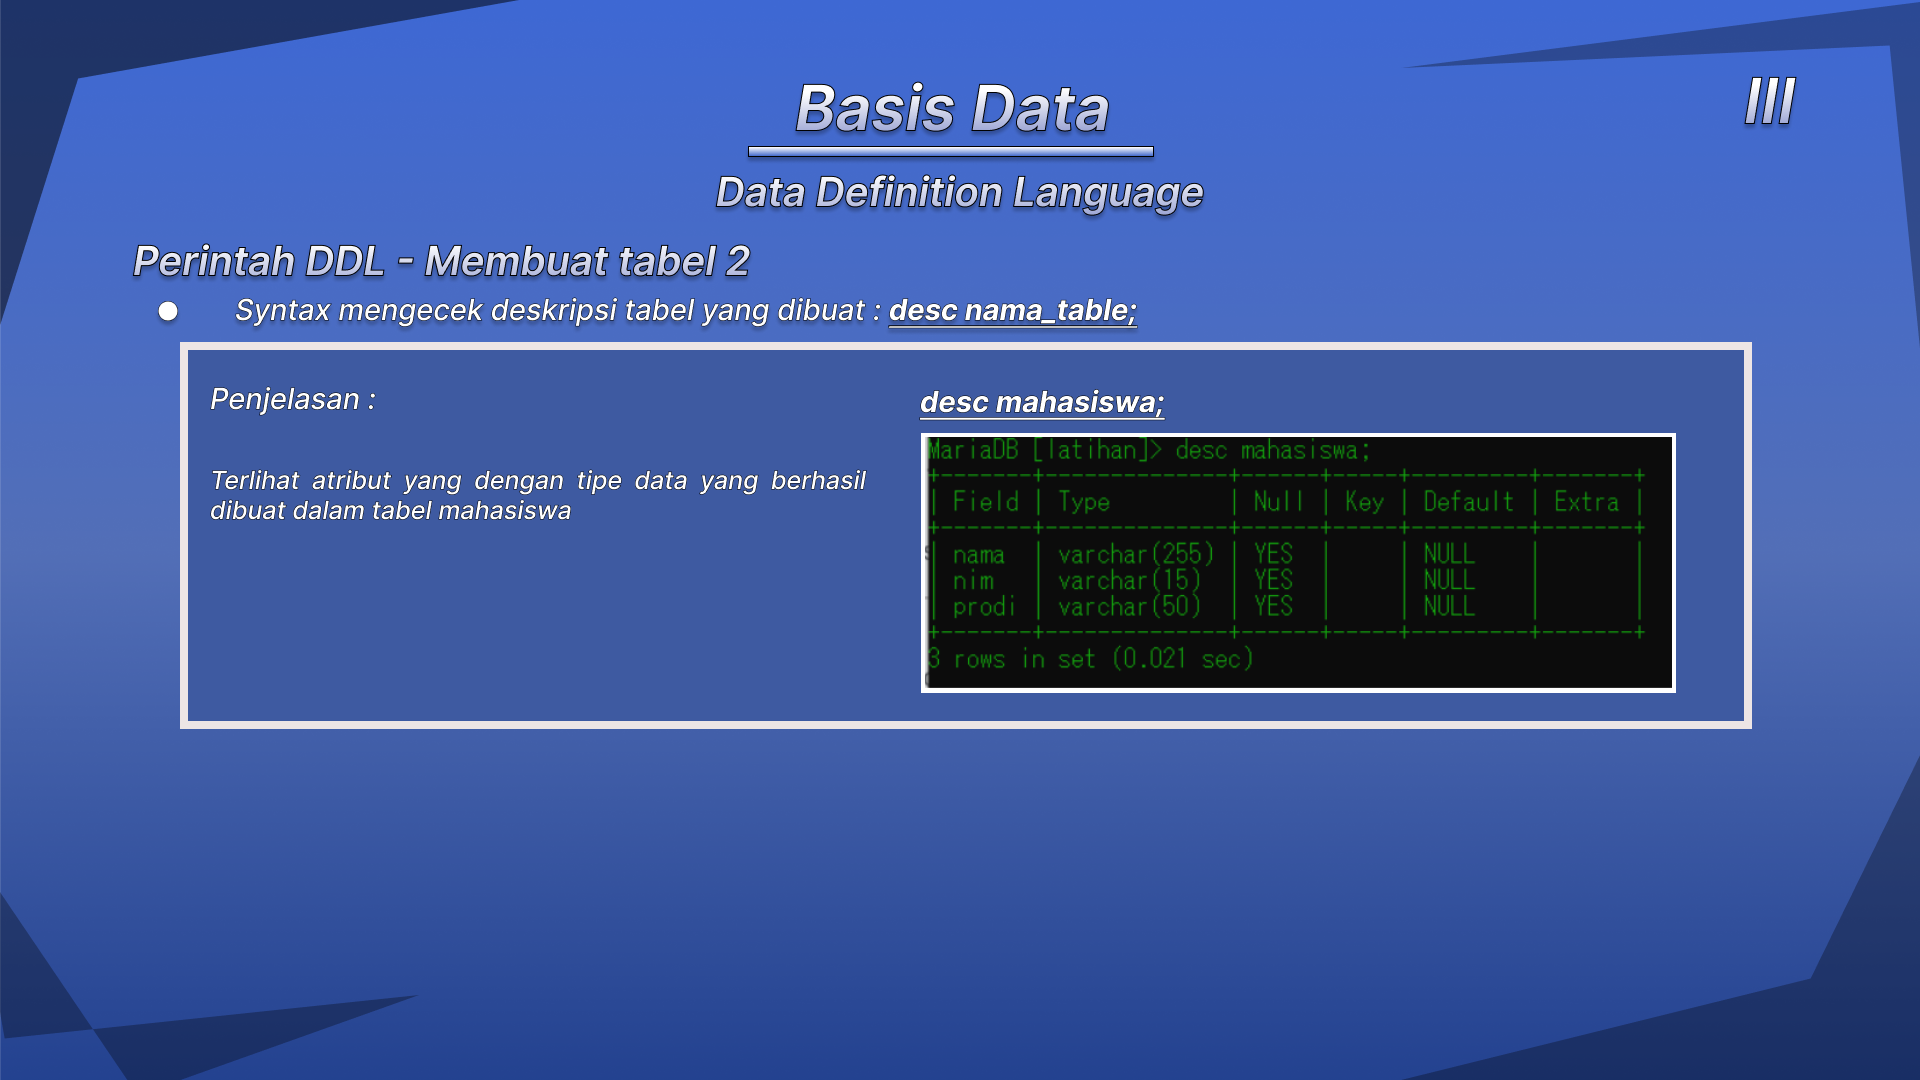 Basis Data
III
Data Definition Language
Perintah DDL - Membuat tabel 2
● Syntax mengecek deskripsi tabel yang dibuat : desc nama_table;
Penjelasan :
Terlihat atribut yang dengan tipe data yang berhasil
dibuat dalam tabel mahasiswa
desc mahasiswa;
MariaDB [latihan]> desc mahasiswa;
+-------+--------------+------+-----+---------+-------+
| Field | Type         | Null | Key | Default | Extra |
+-------+--------------+------+-----+---------+-------+
| nama  | varchar(255) | YES  |     | NULL    |       |
| nim   | varchar(15)  | YES  |     | NULL    |       |
| prodi | varchar(50)  | YES  |     | NULL    |       |
+-------+--------------+------+-----+---------+-------+
3 rows in set (0.021 sec)